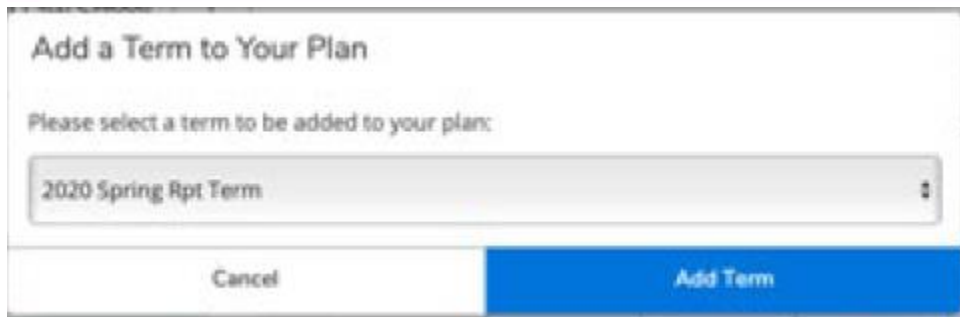 Add a Term to Your Plan
Please select a term to be added to your plan:
2020 Spring Rpt Term
Cancel
Add Term